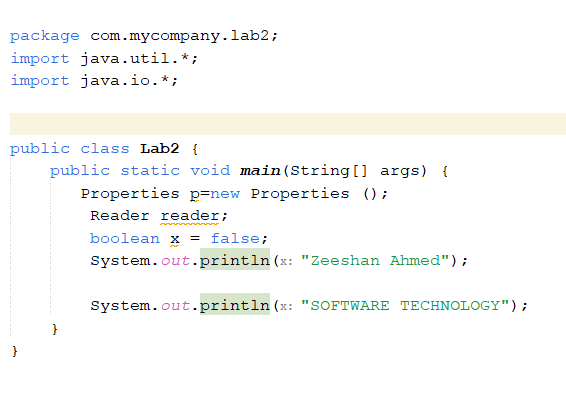 package com.mycompany.lab2;
import java.util.*;
import java.io.*;
public class Lab2 {
public static void main(String[] args) {
Properties p=new Properties ();
Reader reader;
boolean x = false;
System.out.println(x: "Zeeshan Ahmed");
System.out.println(x: "SOFTWARE TECHNOLOGY");
}
}